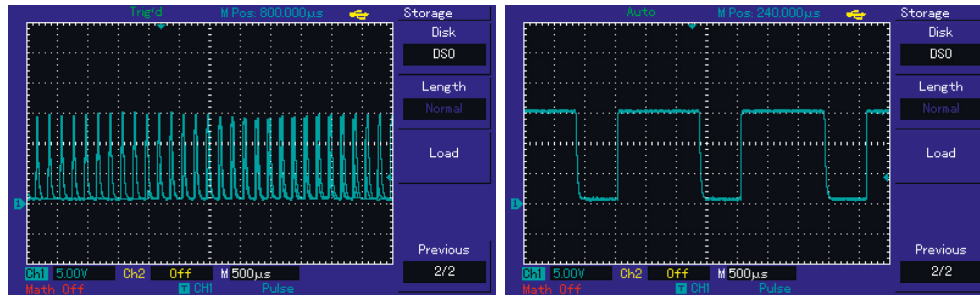 Trig'd M Pos: 800.000µs Storage
Disk
DSO
Length
Normal
Load
Previous
2/2
1
Ch1 5.00V Ch2 Off M 500µs
Math Off T CH1 Pulse
Auto M Pos: 240.000µs Storage
Disk
DSO
Length
Normal
Load
Previous
2/2
1
Ch1 5.00V Ch2 Off M 500µs
Math Off T CH1 Pulse